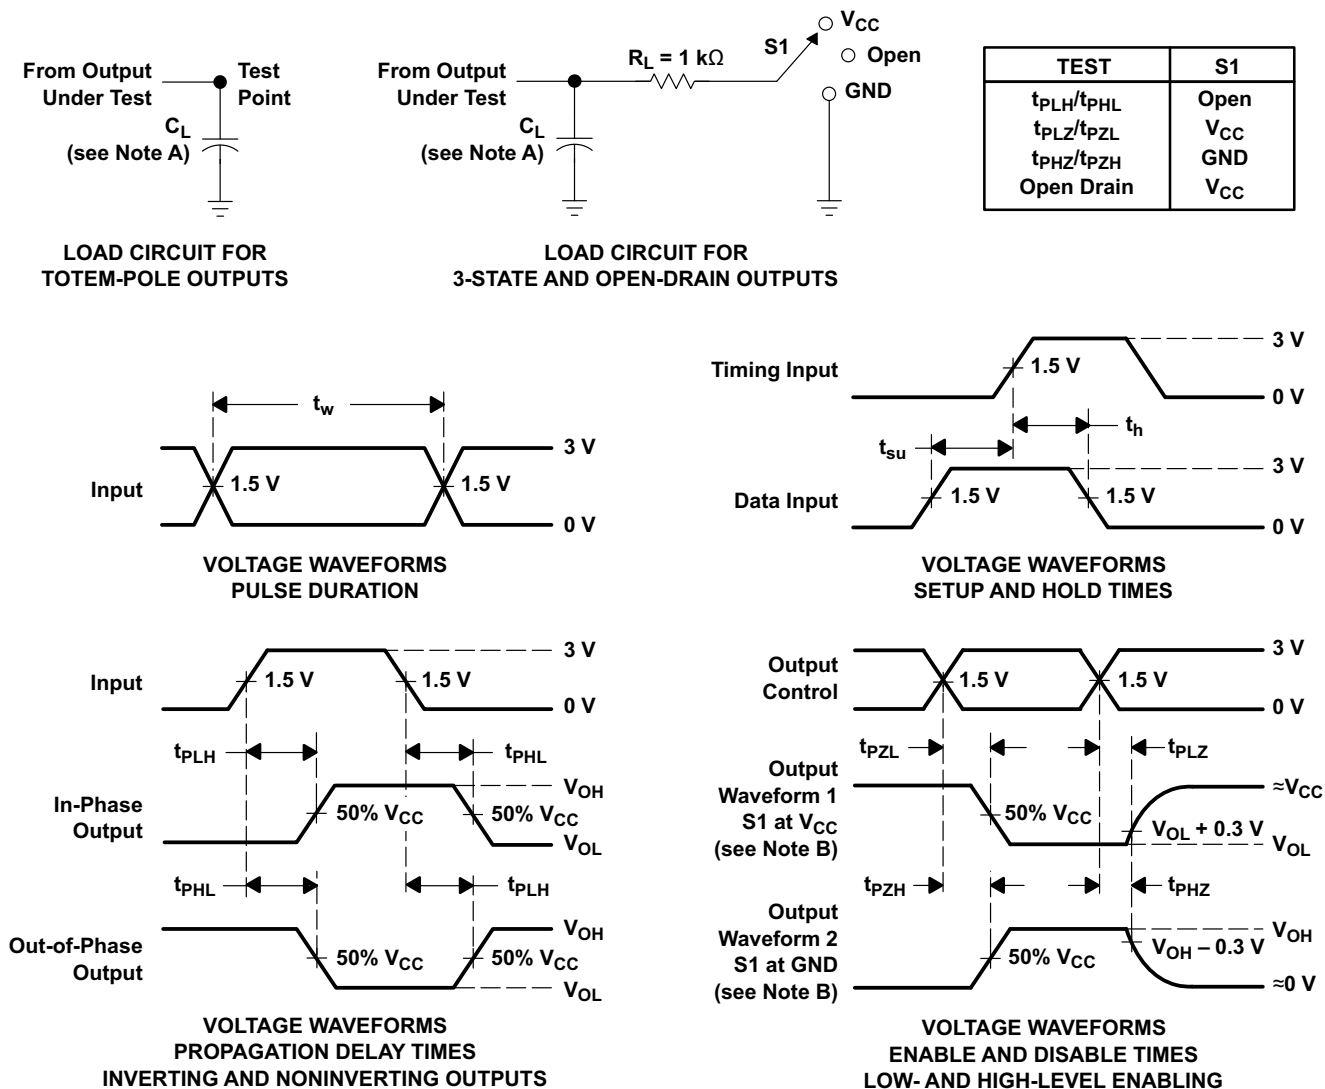 From Output
Under Test
Test
Point
C_L
(see Note A)
LOAD CIRCUIT FOR
TOTEM-POLE OUTPUTS
From Output
Under Test
R_L = 1 kΩ
S1
V_CC
Open
GND
C_L
(see Note A)
LOAD CIRCUIT FOR
3-STATE AND OPEN-DRAIN OUTPUTS
TEST S1
t_PLH/t_PHL Open
t_PLZ/t_PZL V_CC
t_PHZ/t_PZH GND
Open Drain V_CC
t_w
3 V
Input 1.5 V 1.5 V
0 V
VOLTAGE WAVEFORMS
PULSE DURATION
3 V
Timing Input 1.5 V
0 V
t_h
t_su
3 V
Data Input 1.5 V 1.5 V
0 V
VOLTAGE WAVEFORMS
SETUP AND HOLD TIMES
3 V
Input 1.5 V 1.5 V
0 V
t_PLH t_PHL
V_OH
In-Phase
Output
50% V_CC 50% V_CC
V_OL
t_PHL t_PLH
V_OH
Out-of-Phase
Output
50% V_CC 50% V_CC
V_OL
VOLTAGE WAVEFORMS
PROPAGATION DELAY TIMES
INVERTING AND NONINVERTING OUTPUTS
3 V
Output
Control
1.5 V 1.5 V
0 V
t_PZL t_PLZ
Output
Waveform 1
S1 at V_CC
(see Note B)
50% V_CC
≈V_CC
V_OL + 0.3 V
V_OL
t_PZH t_PHZ
Output
Waveform 2
S1 at GND
(see Note B)
50% V_CC
V_OH
V_OH – 0.3 V
≈0 V
VOLTAGE WAVEFORMS
ENABLE AND DISABLE TIMES
LOW- AND HIGH-LEVEL ENABLING